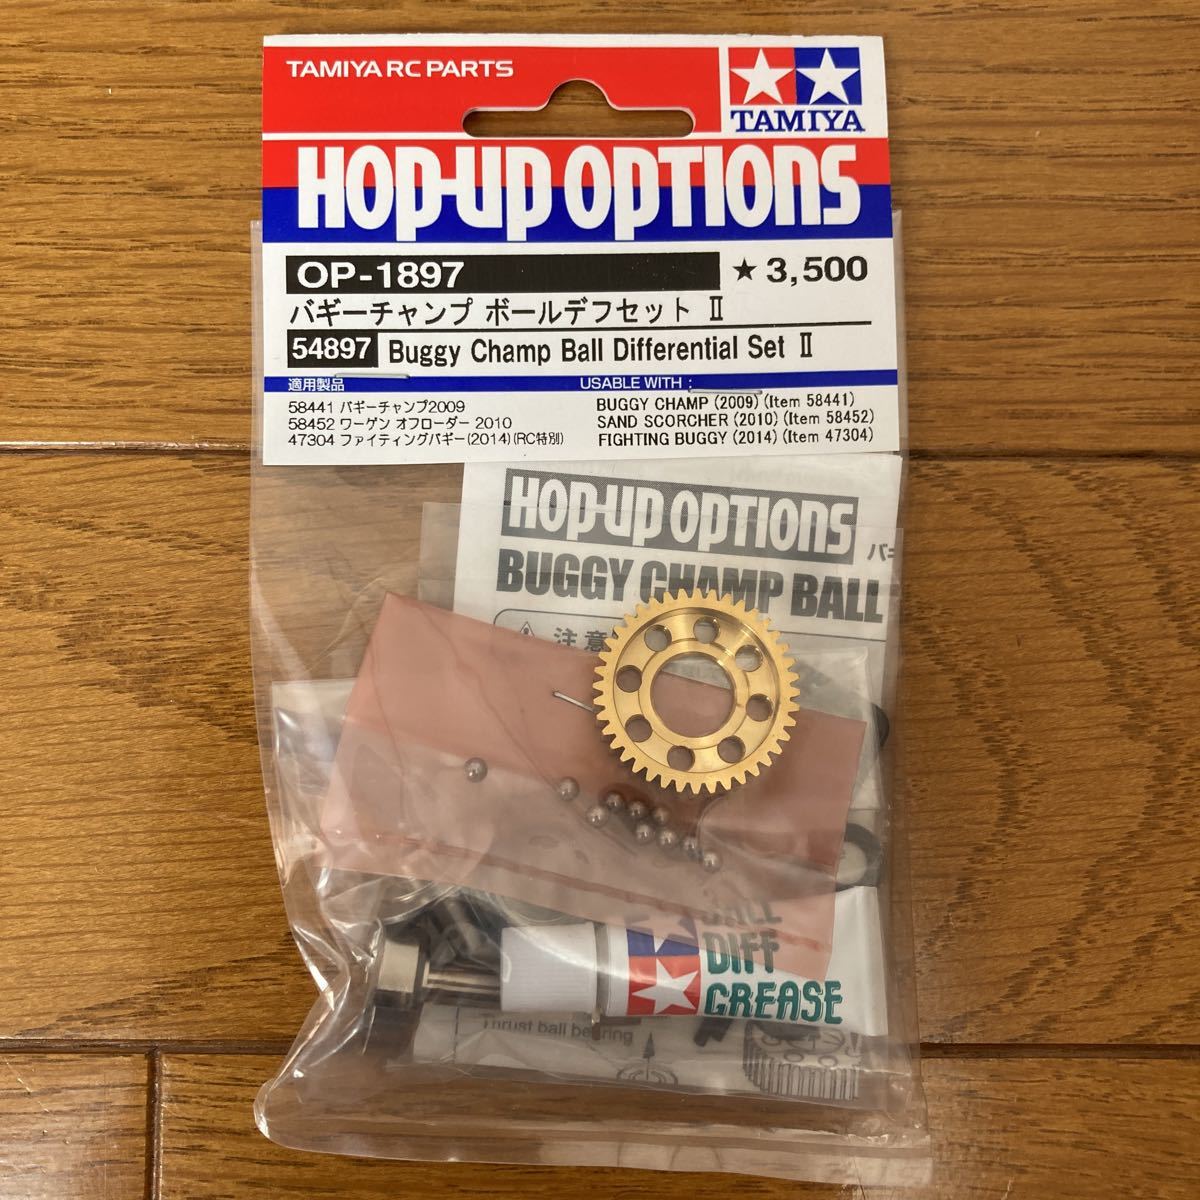 TAMIYA RC PARTS
TAMIYA
HOP-UP OPTIONS
OP-1897
★ 3,500
バギーチャンプ ボールデフセット Ⅱ
54897 Buggy Champ Ball Differential Set Ⅱ
適用製品
USABLE WITH :
58441 バギーチャンプ2009
58452 ワーゲン オフローダー 2010
47304 ファイティングバギー(2014)(RC特別)
BUGGY CHAMP (2009) (Item 58441)
SAND SCORCHER (2010) (Item 58452)
FIGHTING BUGGY (2014) (Item 47304)
HOP-UP OPTIONS
バギ
BUGGY CHAMP BALL
注意
BALL
DIFF
GREASE
Thrust ball bearing